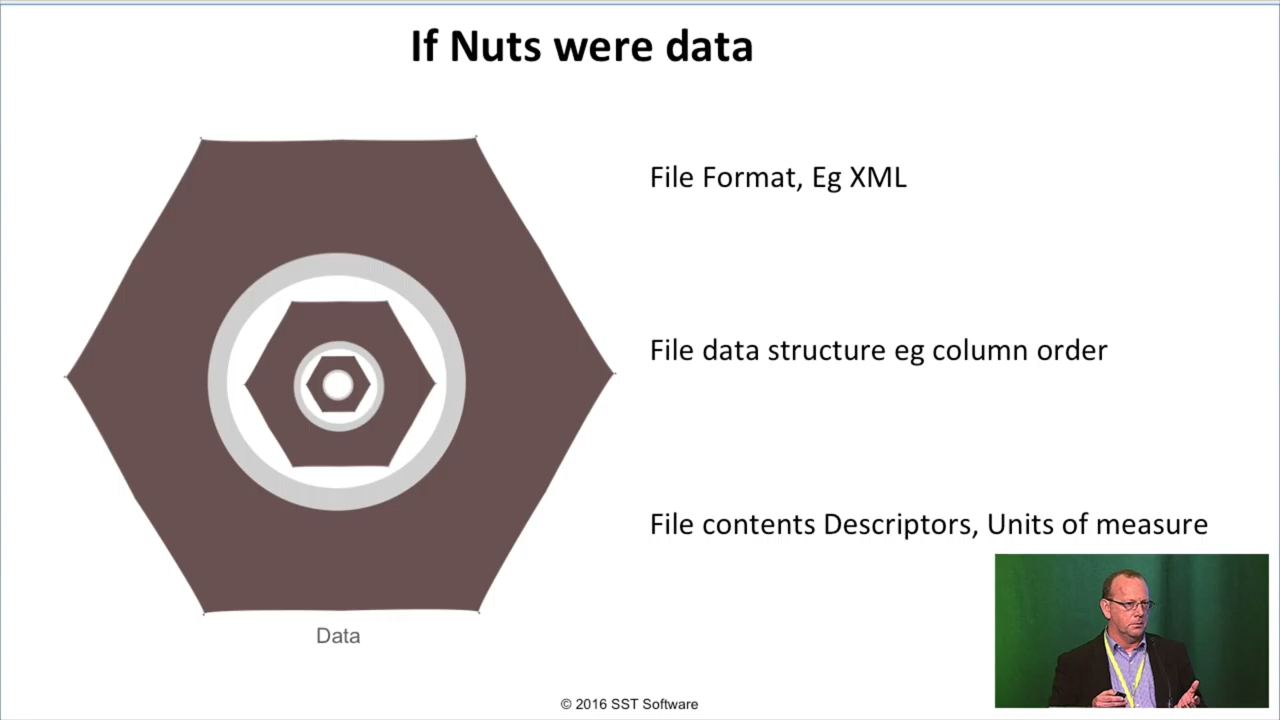 If Nuts were data
File Format, Eg XML
File data structure eg column order
File contents Descriptors, Units of measure
Data
© 2016 SST Software